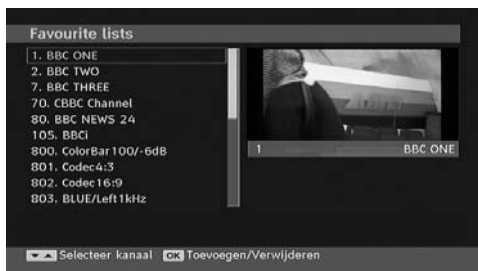 Favourite lists
1. BBC ONE
2. BBC TWO
7. BBC THREE
70. CBBC Channel
80. BBC NEWS 24
105. BBCi
800. ColorBar100/-6dB
801. Codec4:3
802. Codec16:9
803. BLUE/Left1kHz
1 BBC ONE
Selecteer kanaal OK Toevoegen/Verwijderen